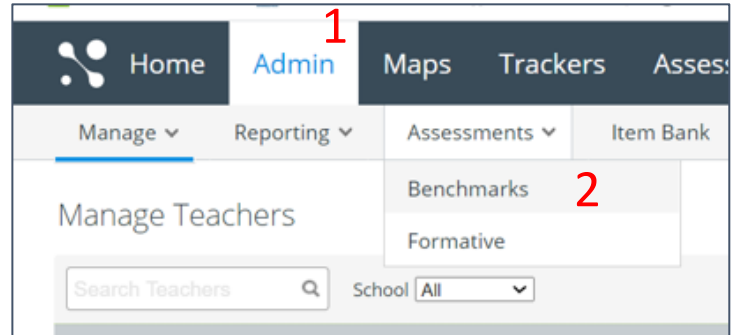 1
Home Admin Maps Trackers Assess
Manage Reporting Assessments Item Bank
Benchmarks 2
Manage Teachers
Formative
Search Teachers School All